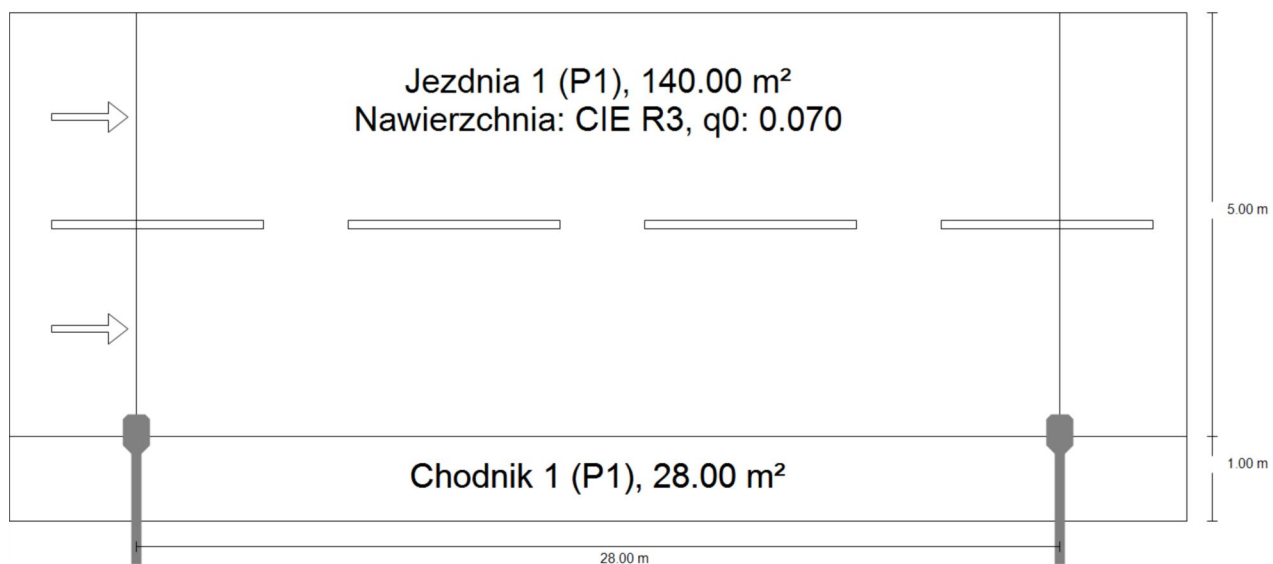 Jezdnia 1 (P1), 140.00 m²
Nawierzchnia: CIE R3, q0: 0.070
5.00 m
Chodnik 1 (P1), 28.00 m²
1.00 m
28.00 m